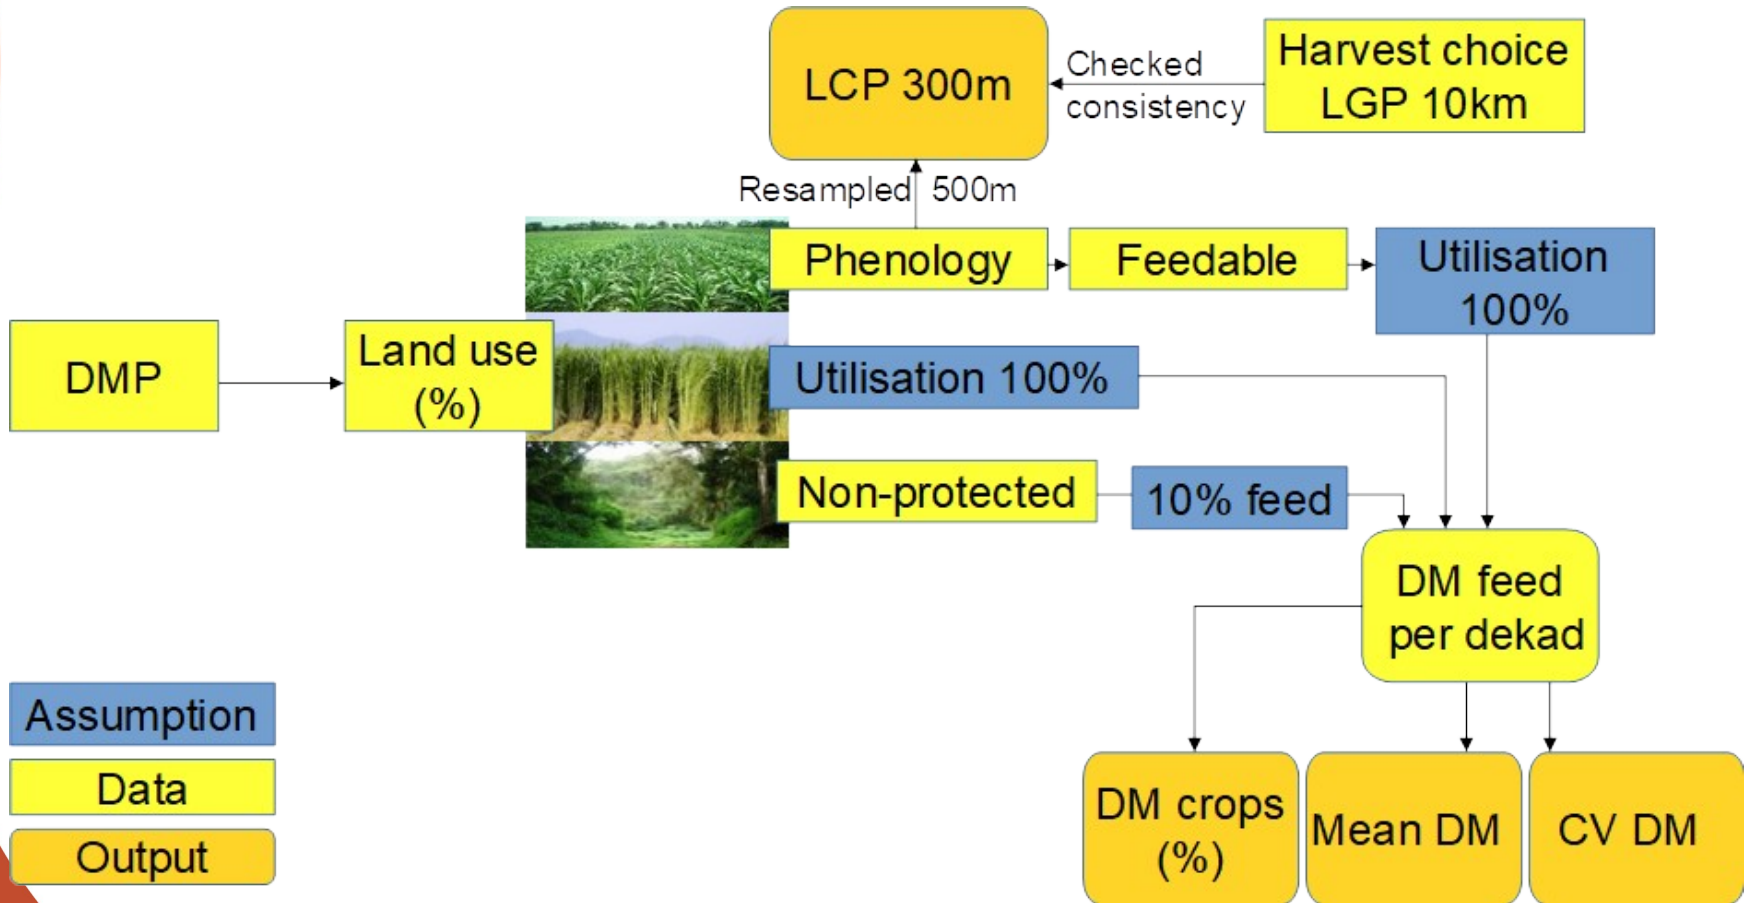 LCP 300m
Checked
consistency
Harvest choice
LGP 10km
Resampled 500m
Phenology
Feedable
Utilisation
100%
DMP
Land use
(%)
Utilisation 100%
Non-protected
10% feed
DM feed
per dekad
Assumption
Data
Output
DM crops
(%)
Mean DM
CV DM